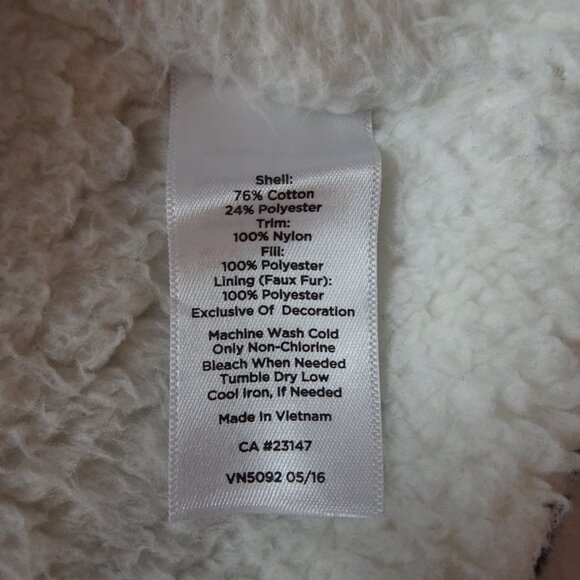 Shell:
76% Cotton
24% Polyester
Trim:
100% Nylon
Fill:
100% Polyester
Lining (Faux Fur):
100% Polyester
Exclusive Of Decoration
Machine Wash Cold
Only Non-Chlorine
Bleach When Needed
Tumble Dry Low
Cool Iron, If Needed
Made In Vietnam
CA #23147
VN5092 05/16